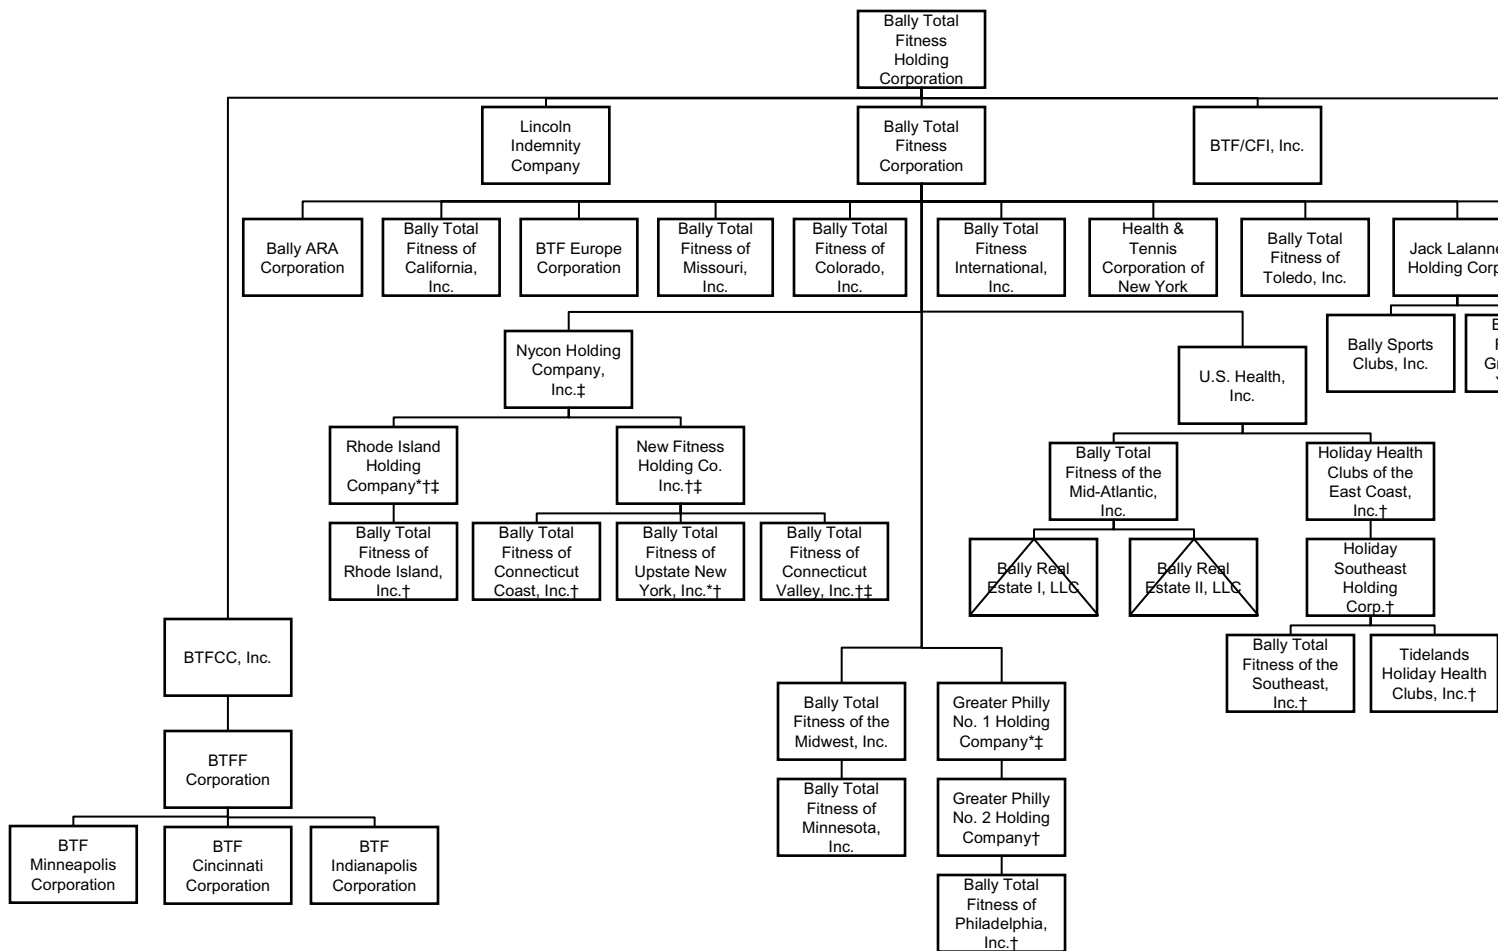 Bally Total
Fitness
Holding
Corporation
Lincoln
Indemnity
Company
Bally Total
Fitness
Corporation
BTF/CFI, Inc.
Bally ARA
Corporation
Bally Total
Fitness of
California,
Inc.
BTF Europe
Corporation
Bally Total
Fitness of
Missouri,
Inc.
Bally Total
Fitness of
Colorado,
Inc.
Bally Total
Fitness
International,
Inc.
Health &
Tennis
Corporation of
New York
Bally Total
Fitness of
Toledo, Inc.
Jack Lalanne
Holding Corp
Nycon Holding
Company,
Inc.‡
U.S. Health,
Inc.
Bally Sports
Clubs, Inc.
Rhode Island
Holding
Company*†‡
New Fitness
Holding Co.
Inc.†‡
Bally Total
Fitness of the
Mid-Atlantic,
Inc.
Holiday Health
Clubs of the
East Coast,
Inc.†
Bally Total
Fitness of
Rhode Island,
Inc.†
Bally Total
Fitness of
Connecticut
Coast, Inc.†
Bally Total
Fitness of
Upstate New
York, Inc.*†
Bally Total
Fitness of
Connecticut
Valley, Inc.†‡
Bally Real
Estate I, LLC
Bally Real
Estate II, LLC
Holiday
Southeast
Holding
Corp.†
BTFCC, Inc.
Bally Total
Fitness of the
Southeast,
Inc.†
Tidelands
Holiday Health
Clubs, Inc.†
Bally Total
Fitness of the
Midwest, Inc.
Greater Philly
No. 1 Holding
Company*‡
BTFF
Corporation
Bally Total
Fitness of
Minnesota,
Inc.
Greater Philly
No. 2 Holding
Company†
BTF
Minneapolis
Corporation
BTF
Cincinnati
Corporation
BTF
Indianapolis
Corporation
Bally Total
Fitness of
Philadelphia,
Inc.†